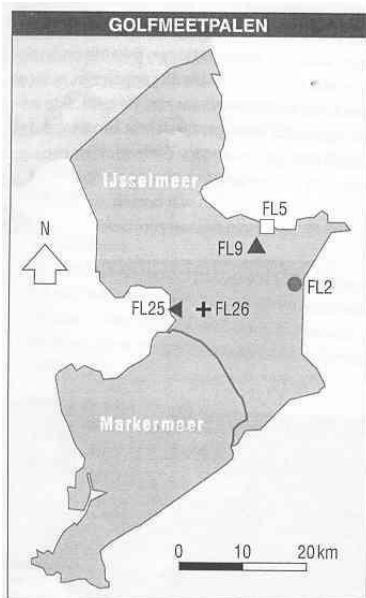 GOLFMEETPALEN
IJsselmeer
N
FL5
FL9
FL2
FL25
FL26
Markermeer
0 10 20 km